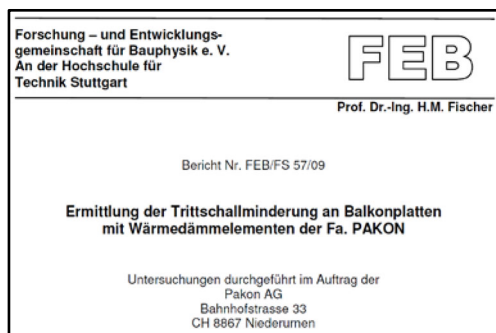 Forschung – und Entwicklungs-
gemeinschaft für Bauphysik e. V.
An der Hochschule für
Technik Stuttgart
FEB
Prof. Dr.-Ing. H.M. Fischer
Bericht Nr. FEB/FS 57/09
Ermittlung der Trittschallminderung an Balkonplatten
mit Wärmedämmelementen der Fa. PAKON
Untersuchungen durchgeführt im Auftrag der
Pakon AG
Bahnhofstrasse 33
CH 8867 Niederurnen